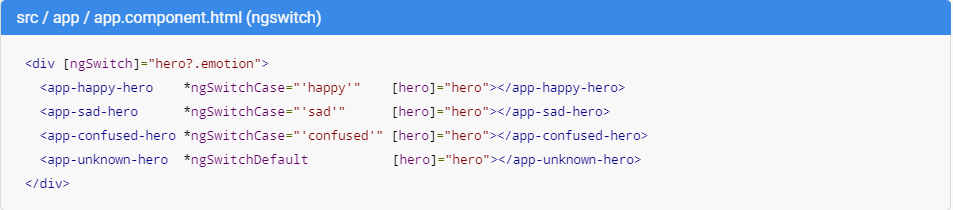 src / app / app.component.html (ngswitch)
<div [ngSwitch]="hero?.emotion">
  <app-happy-hero    *ngSwitchCase="'happy'"    [hero]="hero"></app-happy-hero>
  <app-sad-hero      *ngSwitchCase="'sad'"      [hero]="hero"></app-sad-hero>
  <app-confused-hero *ngSwitchCase="'confused'" [hero]="hero"></app-confused-hero>
  <app-unknown-hero  *ngSwitchDefault           [hero]="hero"></app-unknown-hero>
</div>